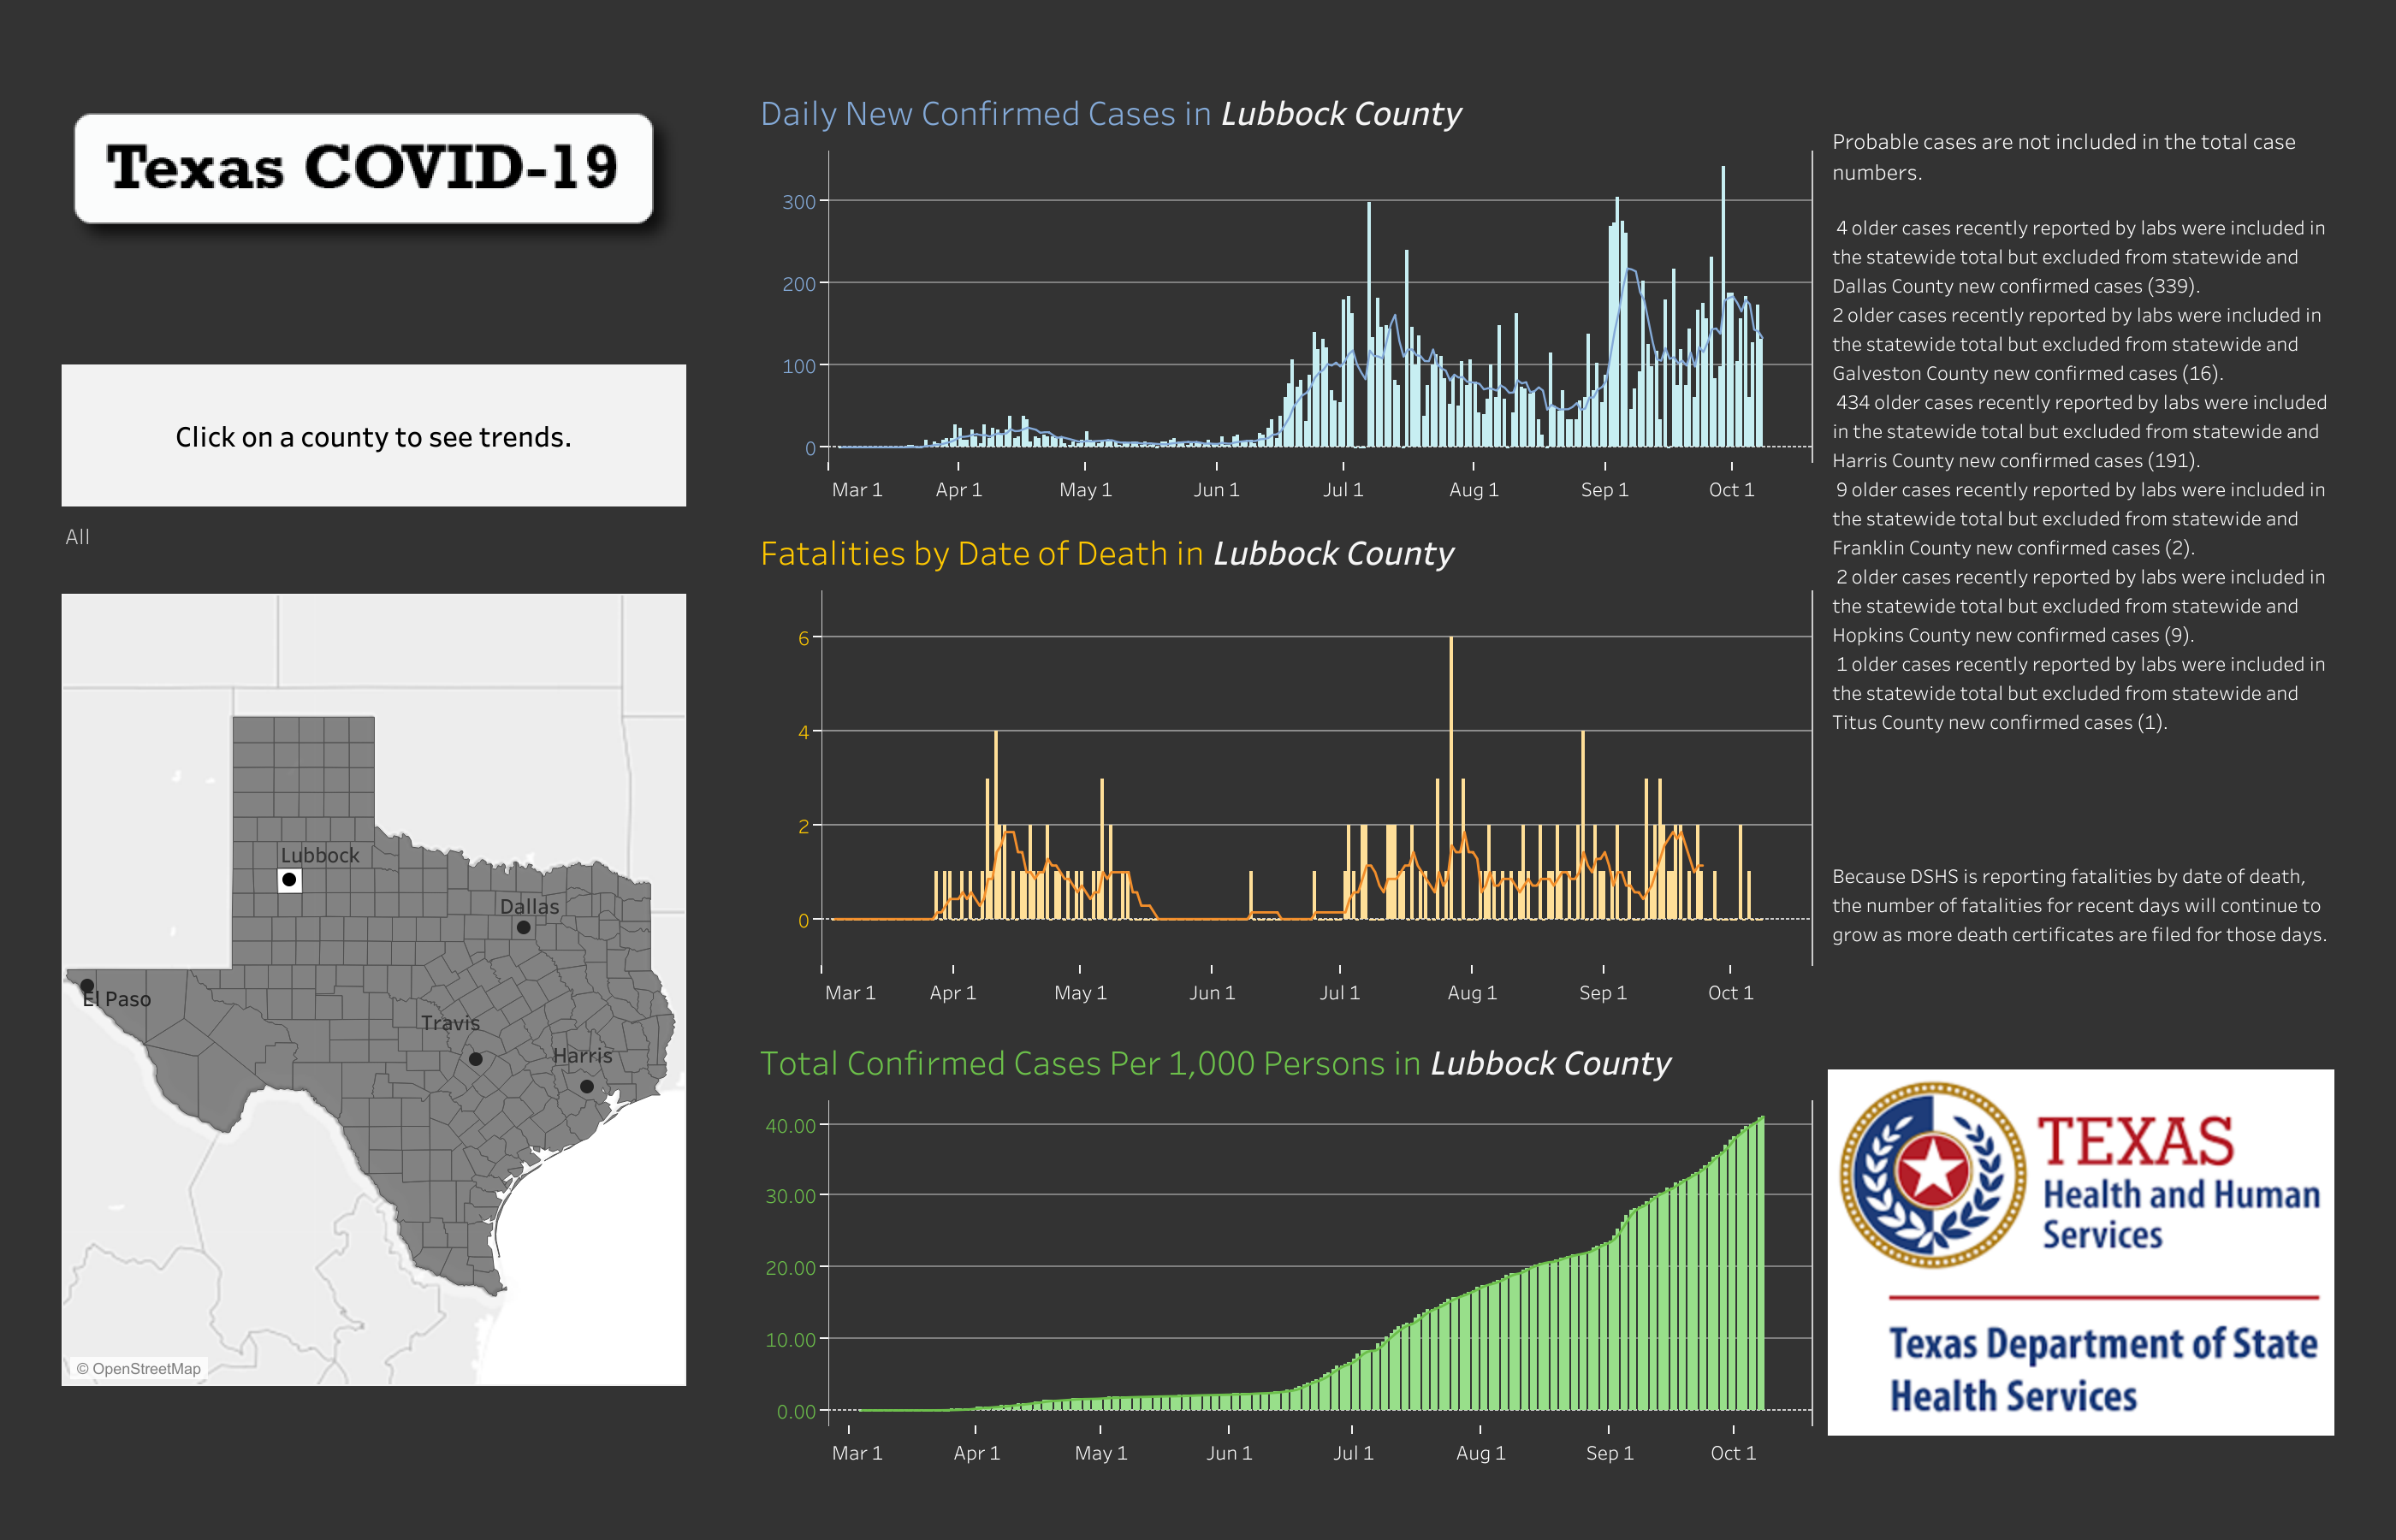 Texas COVID-19
Click on a county to see trends.
All
Lubbock
Dallas
El Paso
Travis
Harris
© OpenStreetMap
Daily New Confirmed Cases in Lubbock County
300
200
100
0
Mar 1 Apr 1 May 1 Jun 1 Jul 1 Aug 1 Sep 1 Oct 1
Fatalities by Date of Death in Lubbock County
6
4
2
0
Mar 1 Apr 1 May 1 Jun 1 Jul 1 Aug 1 Sep 1 Oct 1
Total Confirmed Cases Per 1,000 Persons in Lubbock County
40.00
30.00
20.00
10.00
0.00
Mar 1 Apr 1 May 1 Jun 1 Jul 1 Aug 1 Sep 1 Oct 1
Probable cases are not included in the total case
numbers.
4 older cases recently reported by labs were included in
the statewide total but excluded from statewide and
Dallas County new confirmed cases (339).
2 older cases recently reported by labs were included in
the statewide total but excluded from statewide and
Galveston County new confirmed cases (16).
434 older cases recently reported by labs were included
in the statewide total but excluded from statewide and
Harris County new confirmed cases (191).
9 older cases recently reported by labs were included in
the statewide total but excluded from statewide and
Franklin County new confirmed cases (2).
2 older cases recently reported by labs were included in
the statewide total but excluded from statewide and
Hopkins County new confirmed cases (9).
1 older cases recently reported by labs were included in
the statewide total but excluded from statewide and
Titus County new confirmed cases (1).
Because DSHS is reporting fatalities by date of death,
the number of fatalities for recent days will continue to
grow as more death certificates are filed for those days.
TEXAS
Health and Human
Services
Texas Department of State
Health Services